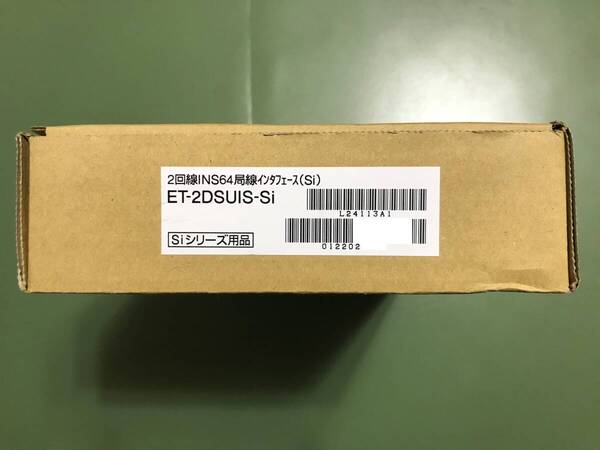 2回線INS64局線インタフェース(Si)
ET-2DSUIS-Si
L24113A1
Siシリーズ用品
012202